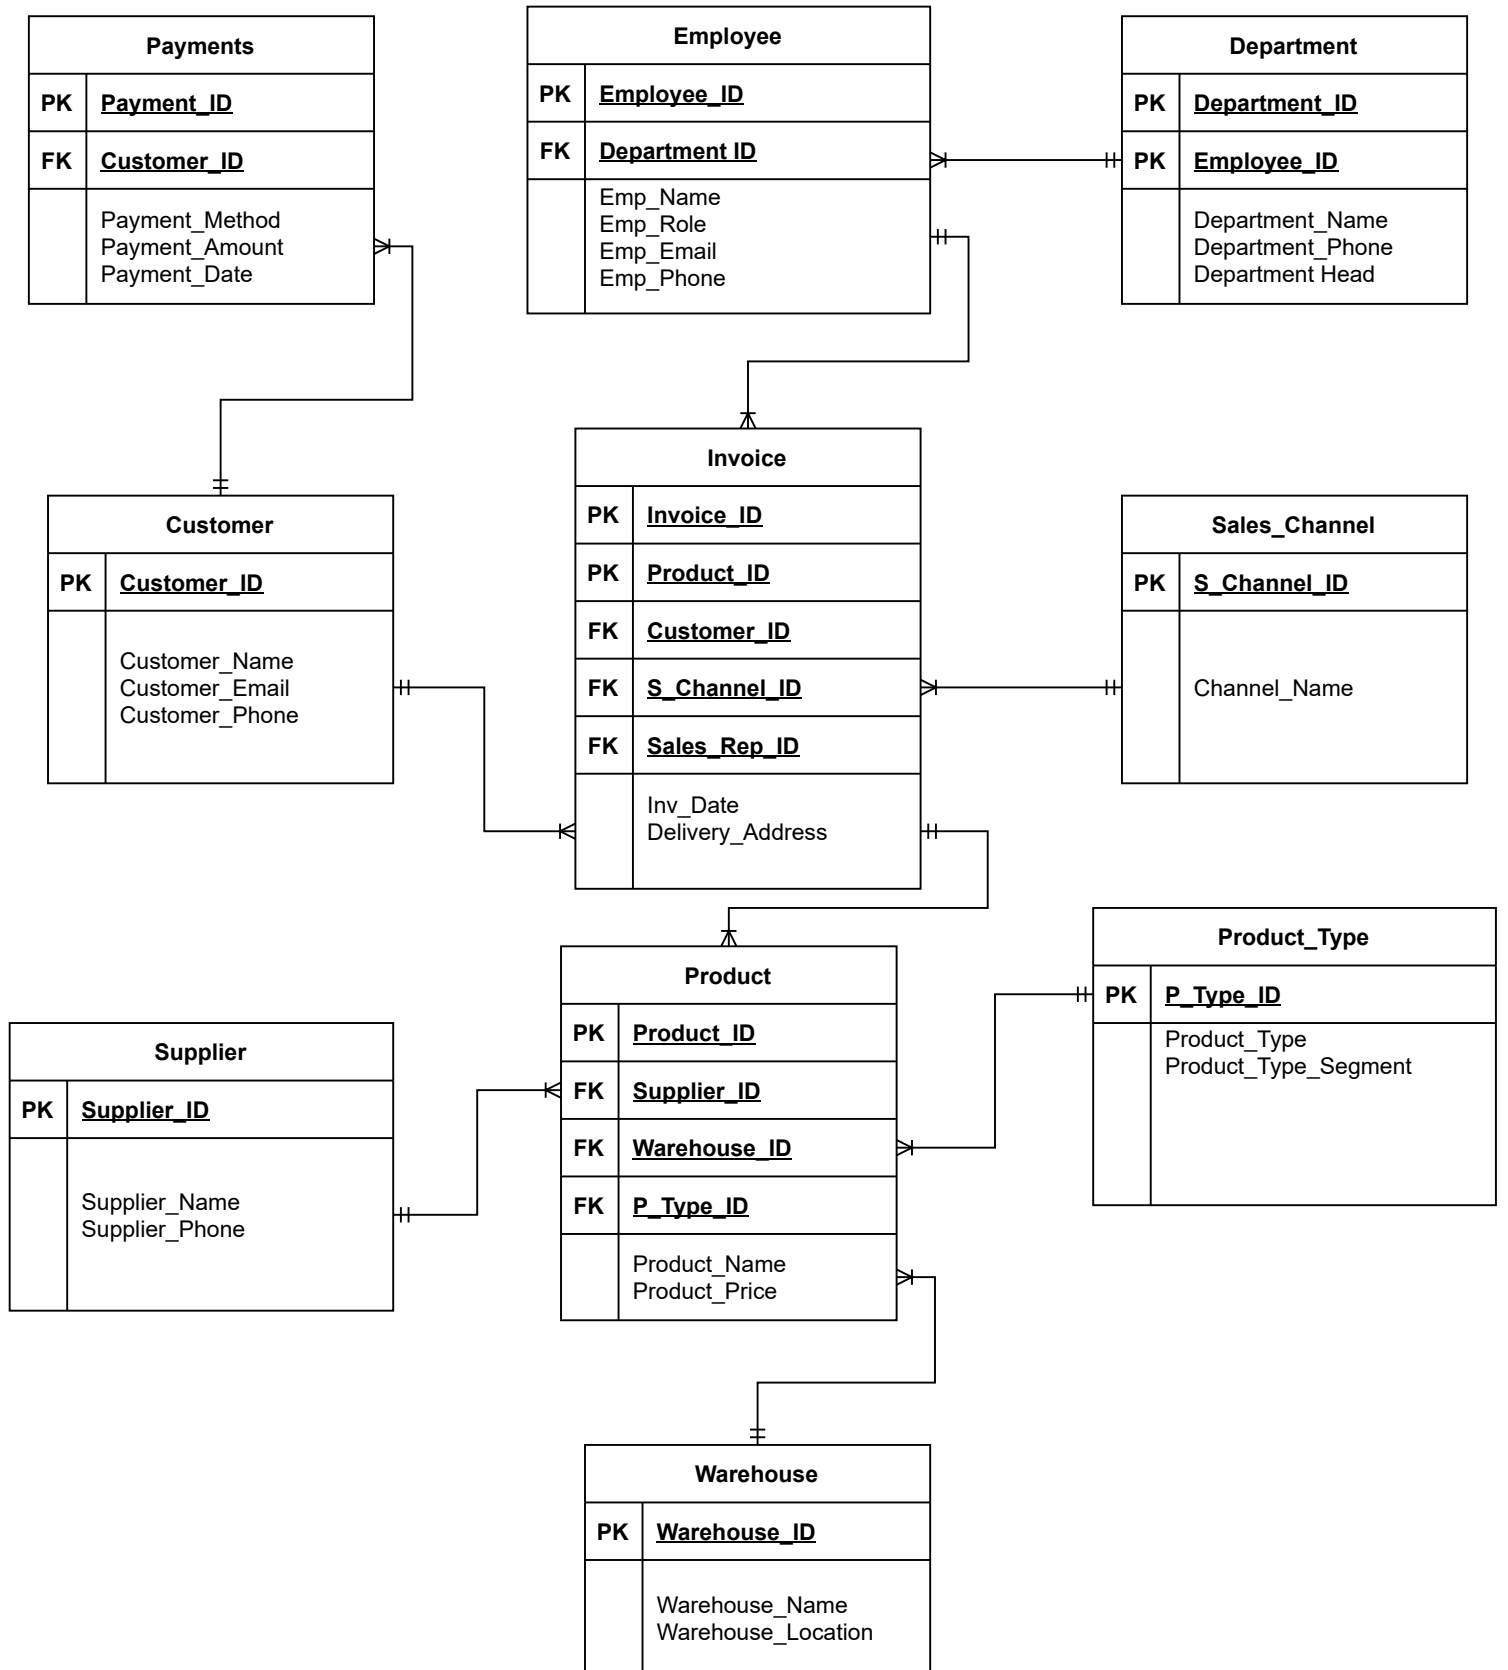 Payments
PK Payment_ID
FK Customer_ID
Payment_Method
Payment_Amount
Payment_Date
Employee
PK Employee_ID
FK Department ID
Emp_Name
Emp_Role
Emp_Email
Emp_Phone
Department
PK Department_ID
PK Employee_ID
Department_Name
Department_Phone
Department Head
Customer
PK Customer_ID
Customer_Name
Customer_Email
Customer_Phone
Invoice
PK Invoice_ID
PK Product_ID
FK Customer_ID
FK S_Channel_ID
FK Sales_Rep_ID
Inv_Date
Delivery_Address
Sales_Channel
PK S_Channel_ID
Channel_Name
Supplier
PK Supplier_ID
Supplier_Name
Supplier_Phone
Product
PK Product_ID
FK Supplier_ID
FK Warehouse_ID
FK P_Type_ID
Product_Name
Product_Price
Product_Type
PK P_Type_ID
Product_Type
Product_Type_Segment
Warehouse
PK Warehouse_ID
Warehouse_Name
Warehouse_Location